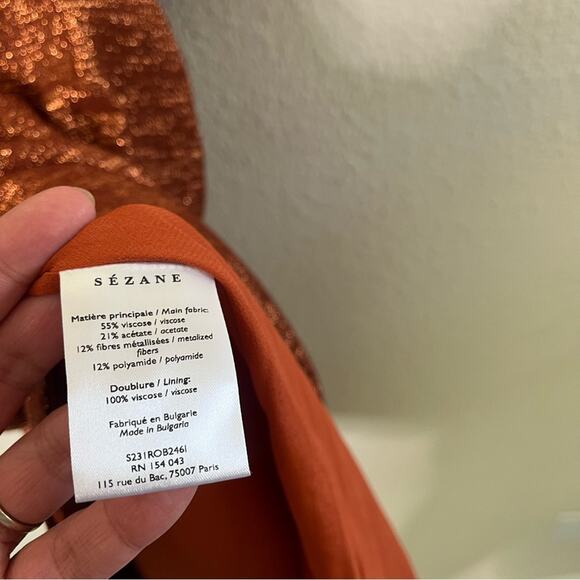 SÉZANE
Matière principale / Main fabric:
55% viscose / viscose
21% acétate / acetate
12% fibres métallisées / metalized
fibers
12% polyamide / polyamide
Doublure / Lining:
100% viscose / viscose
Fabriqué en Bulgarie
Made in Bulgaria
S231ROB2461
RN 154 043
115 rue du Bac, 75007 Paris